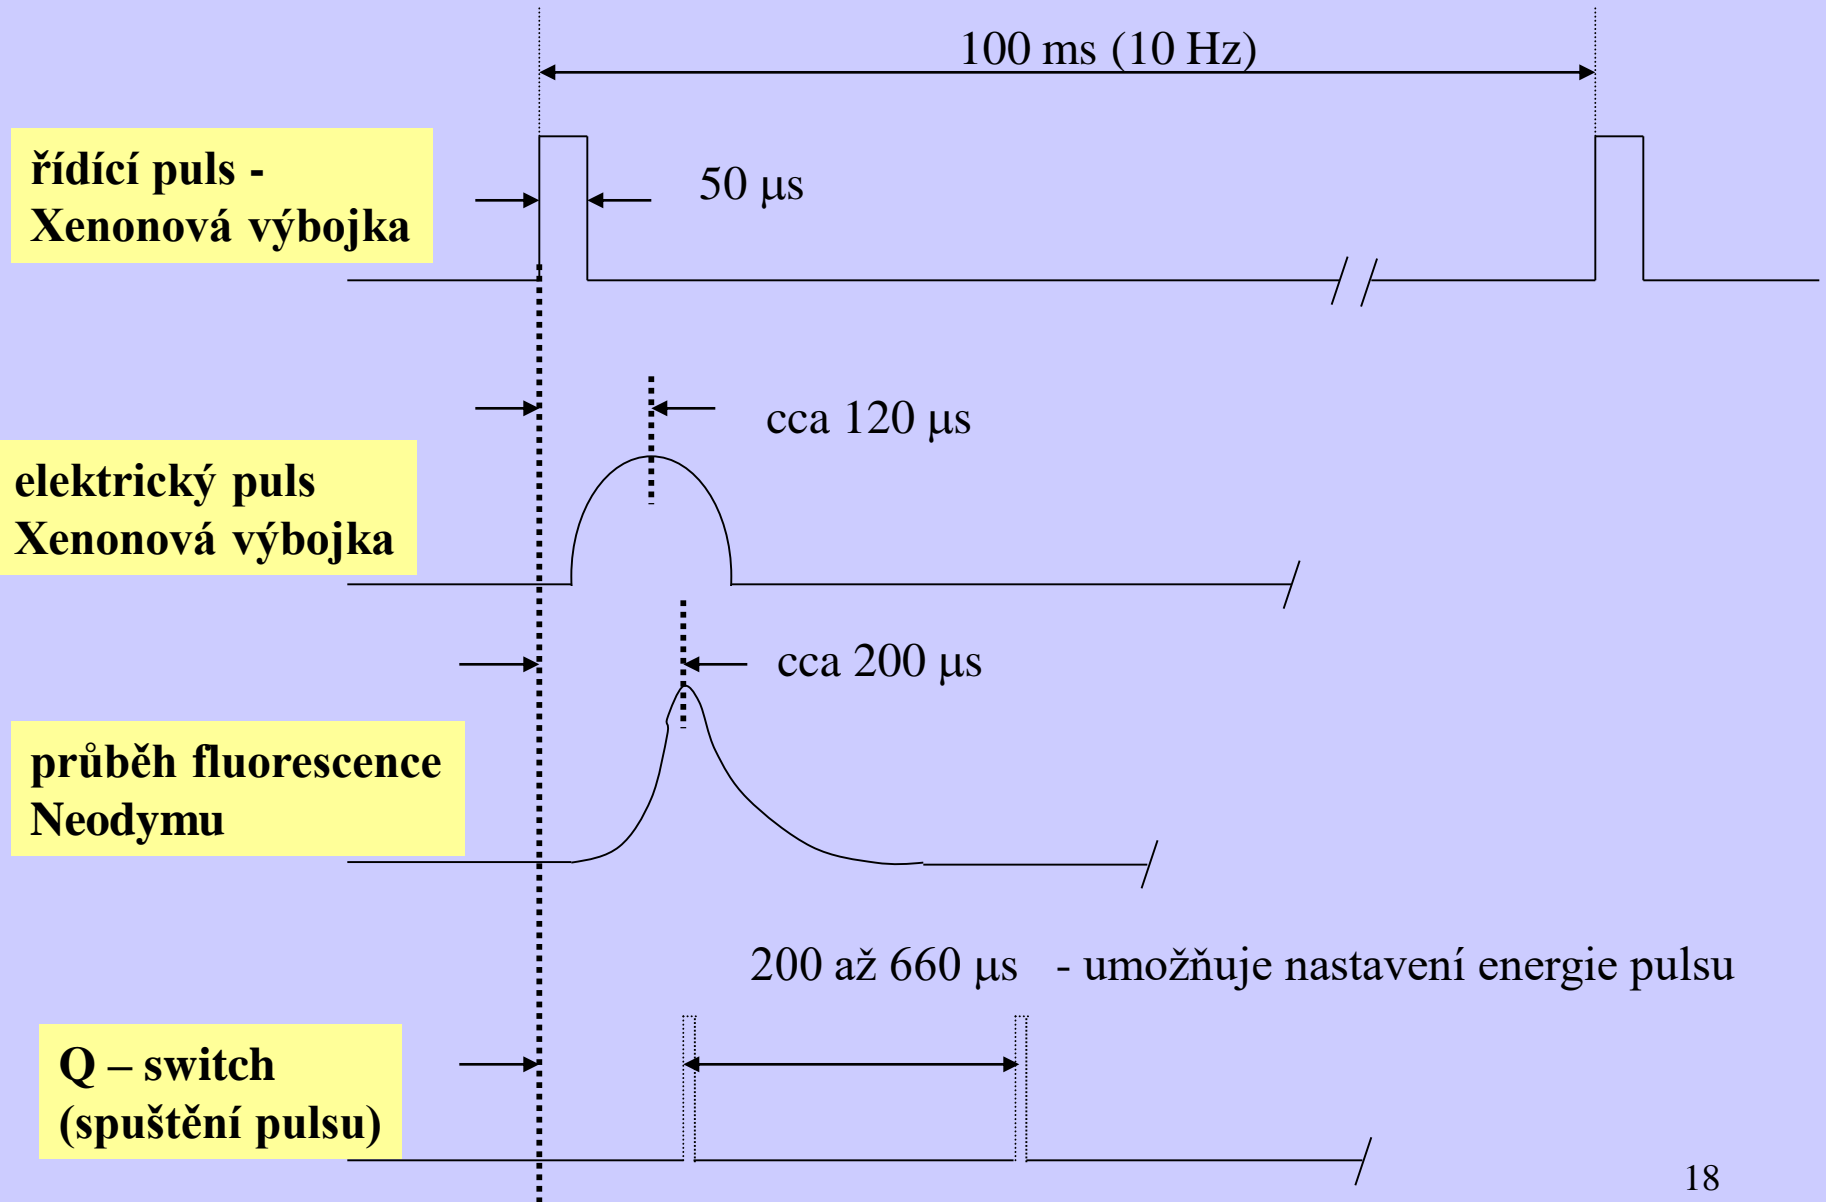 100 ms (10 Hz)
řídící puls -
Xenonová výbojka
50 μs
cca 120 μs
elektrický puls
Xenonová výbojka
cca 200 μs
průběh fluorescence
Neodymu
200 až 660 μs - umožňuje nastavení energie pulsu
Q – switch
(spuštění pulsu)
18